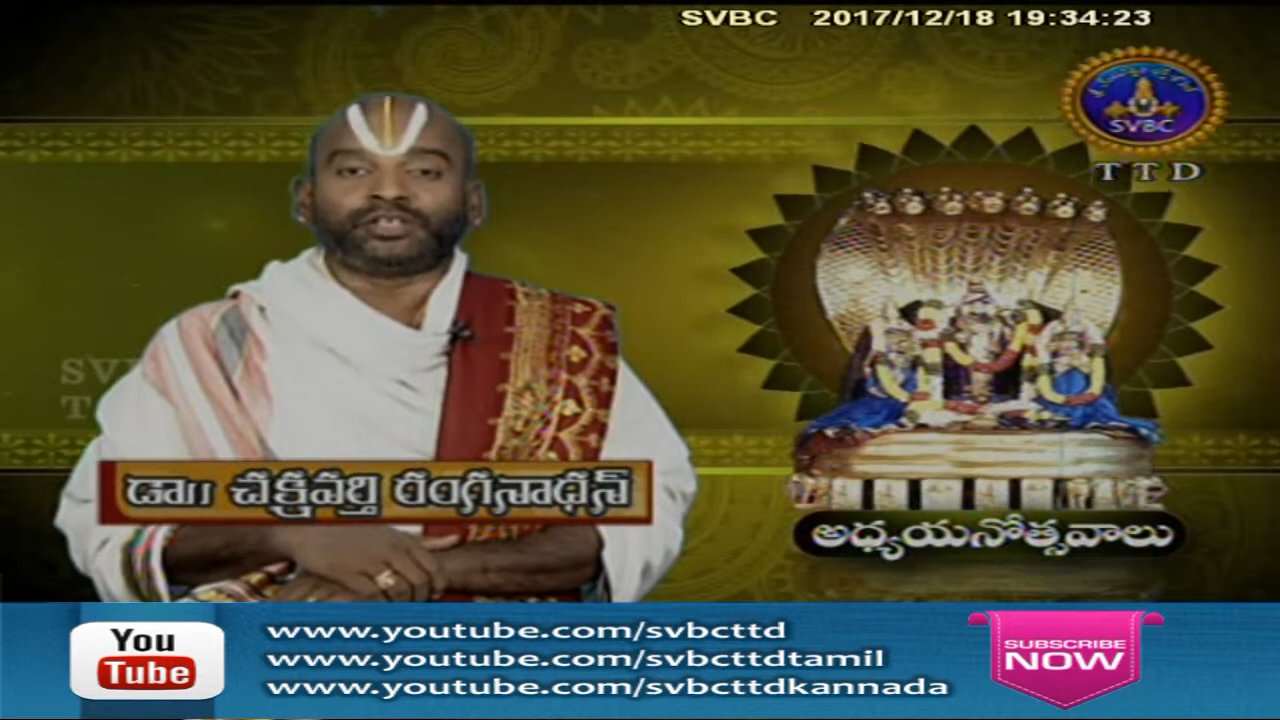 SVBC 2017/12/18 19:34:23
SVBC
TTD
డా॥ చక్రవర్తి రంగనాథన్
అధ్యయనోత్సవాలు
You
Tube
www.youtube.com/svbcttd
www.youtube.com/svbcttdtamil
www.youtube.com/svbcttdkannada
SUBSCRIBE
NOW